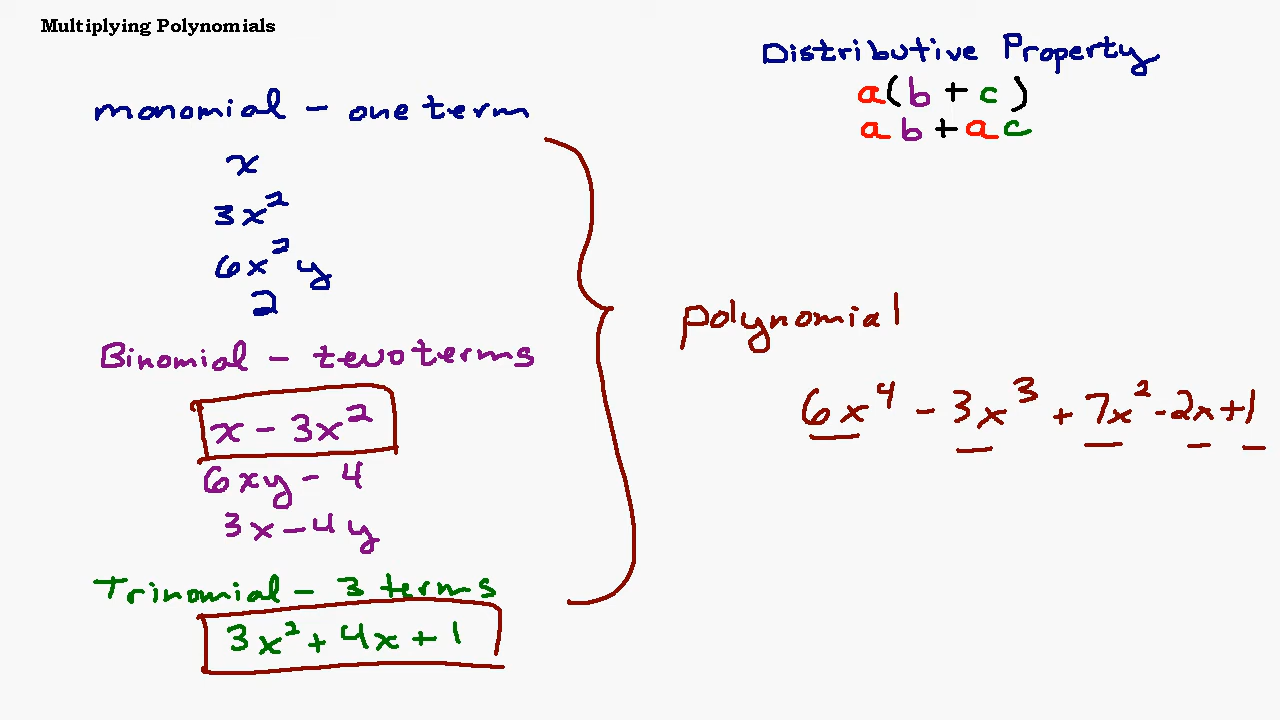 Multiplying Polynomials
monomial - one term
x
3x²
6x²y
2
Binomial - two terms
x - 3x²
6xy - 4
3x - 4y
Trinomial - 3 terms
3x² + 4x + 1
Distributive Property
a(b + c)
ab + ac
polynomial
6x⁴ - 3x³ + 7x² - 2x + 1